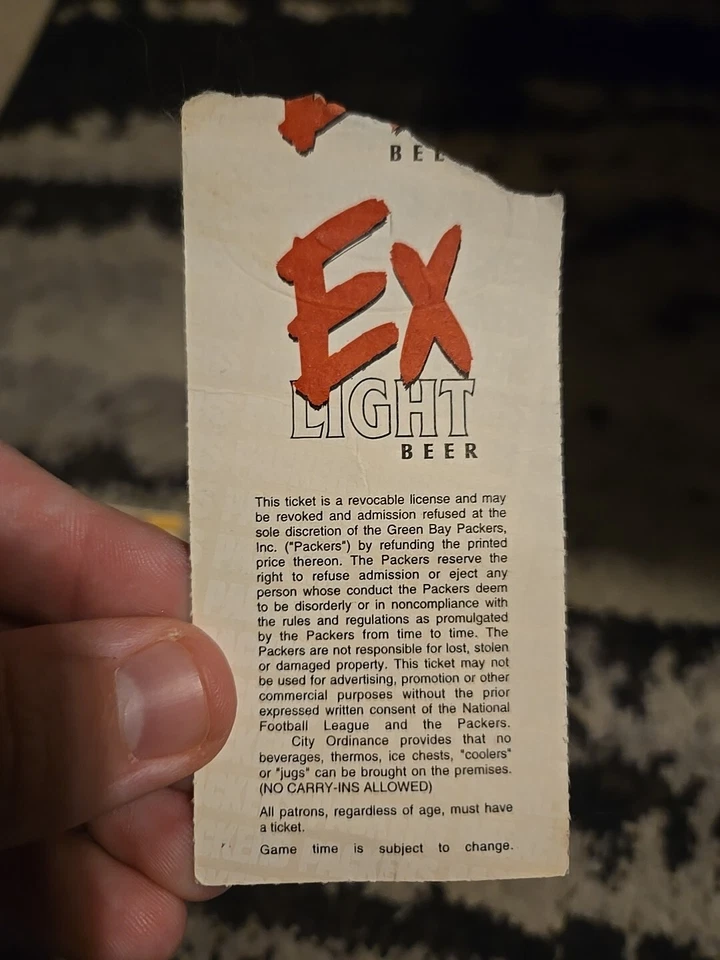 BE
Ex
LIGHT
BEER
This ticket is a revocable license and may
be revoked and admission refused at the
sole discretion of the Green Bay Packers,
Inc. ("Packers") by refunding the printed
price thereon. The Packers reserve the
right to refuse admission or eject any
person whose conduct the Packers deem
to be disorderly or in noncompliance with
the rules and regulations as promulgated
by the Packers from time to time. The
Packers are not responsible for lost, stolen
or damaged property. This ticket may not
be used for advertising, promotion or other
commercial purposes without the prior
expressed written consent of the National
Football League and the Packers.
City Ordinance provides that no
beverages, thermos, ice chests, "coolers"
or "jugs" can be brought on the premises.
(NO CARRY-INS ALLOWED)
All patrons, regardless of age, must have
a ticket.
Game time is subject to change.